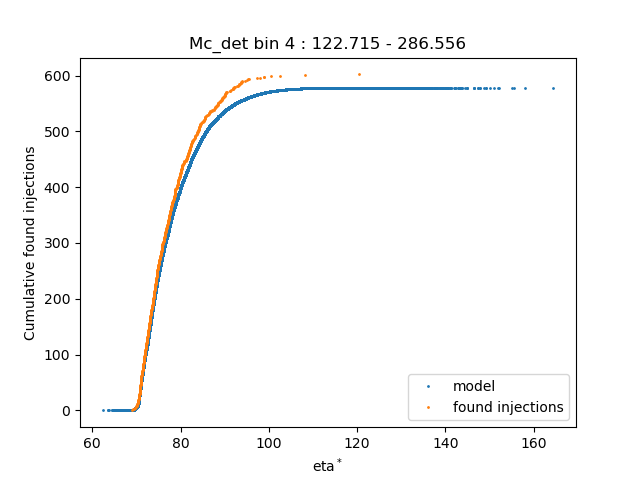 Mc_det bin 4 : 122.715 - 286.556
Cumulative found injections
600
500
400
300
200
100
0
60 80 100 120 140 160
eta*
model
found injections